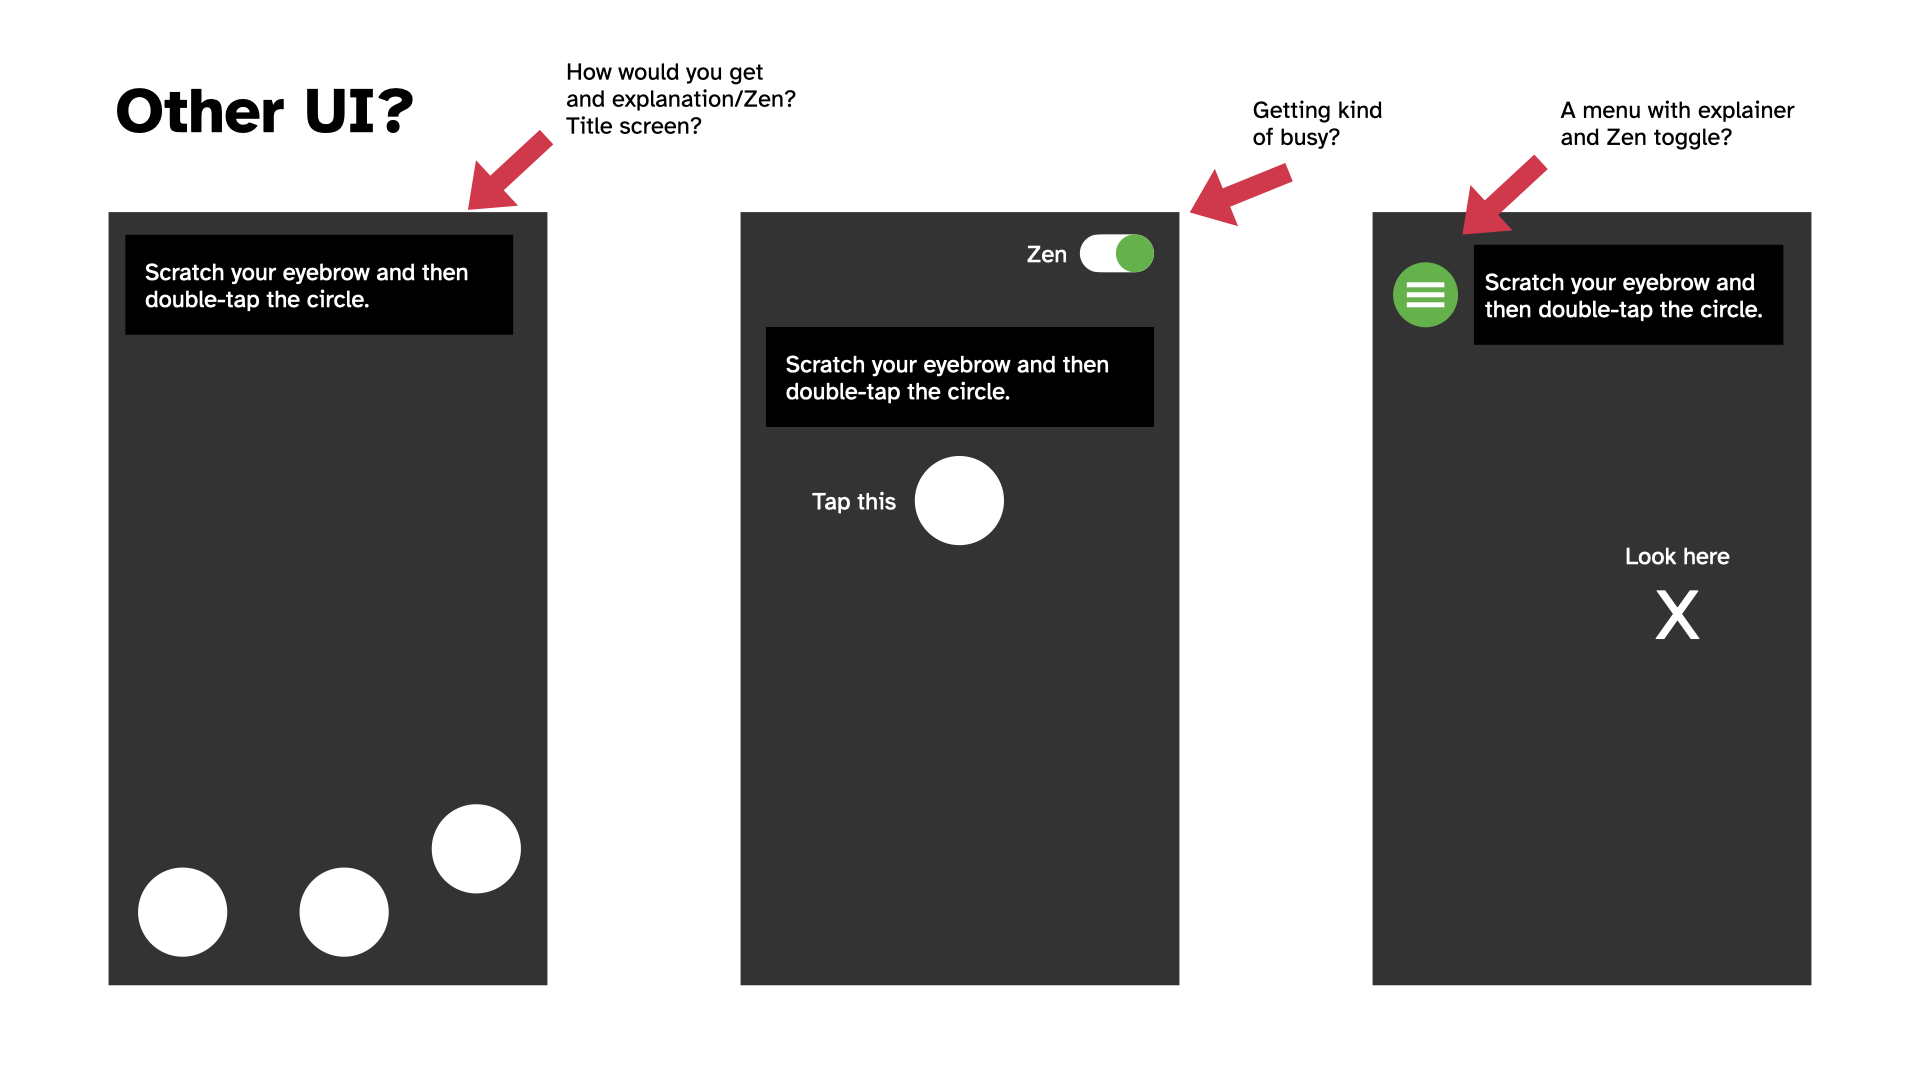 Other UI?
How would you get
and explanation/Zen?
Title screen?
Getting kind
of busy?
A menu with explainer
and Zen toggle?
Scratch your eyebrow and then
double-tap the circle.
Zen
Scratch your eyebrow and then
double-tap the circle.
Tap this
Scratch your eyebrow and
then double-tap the circle.
Look here
X